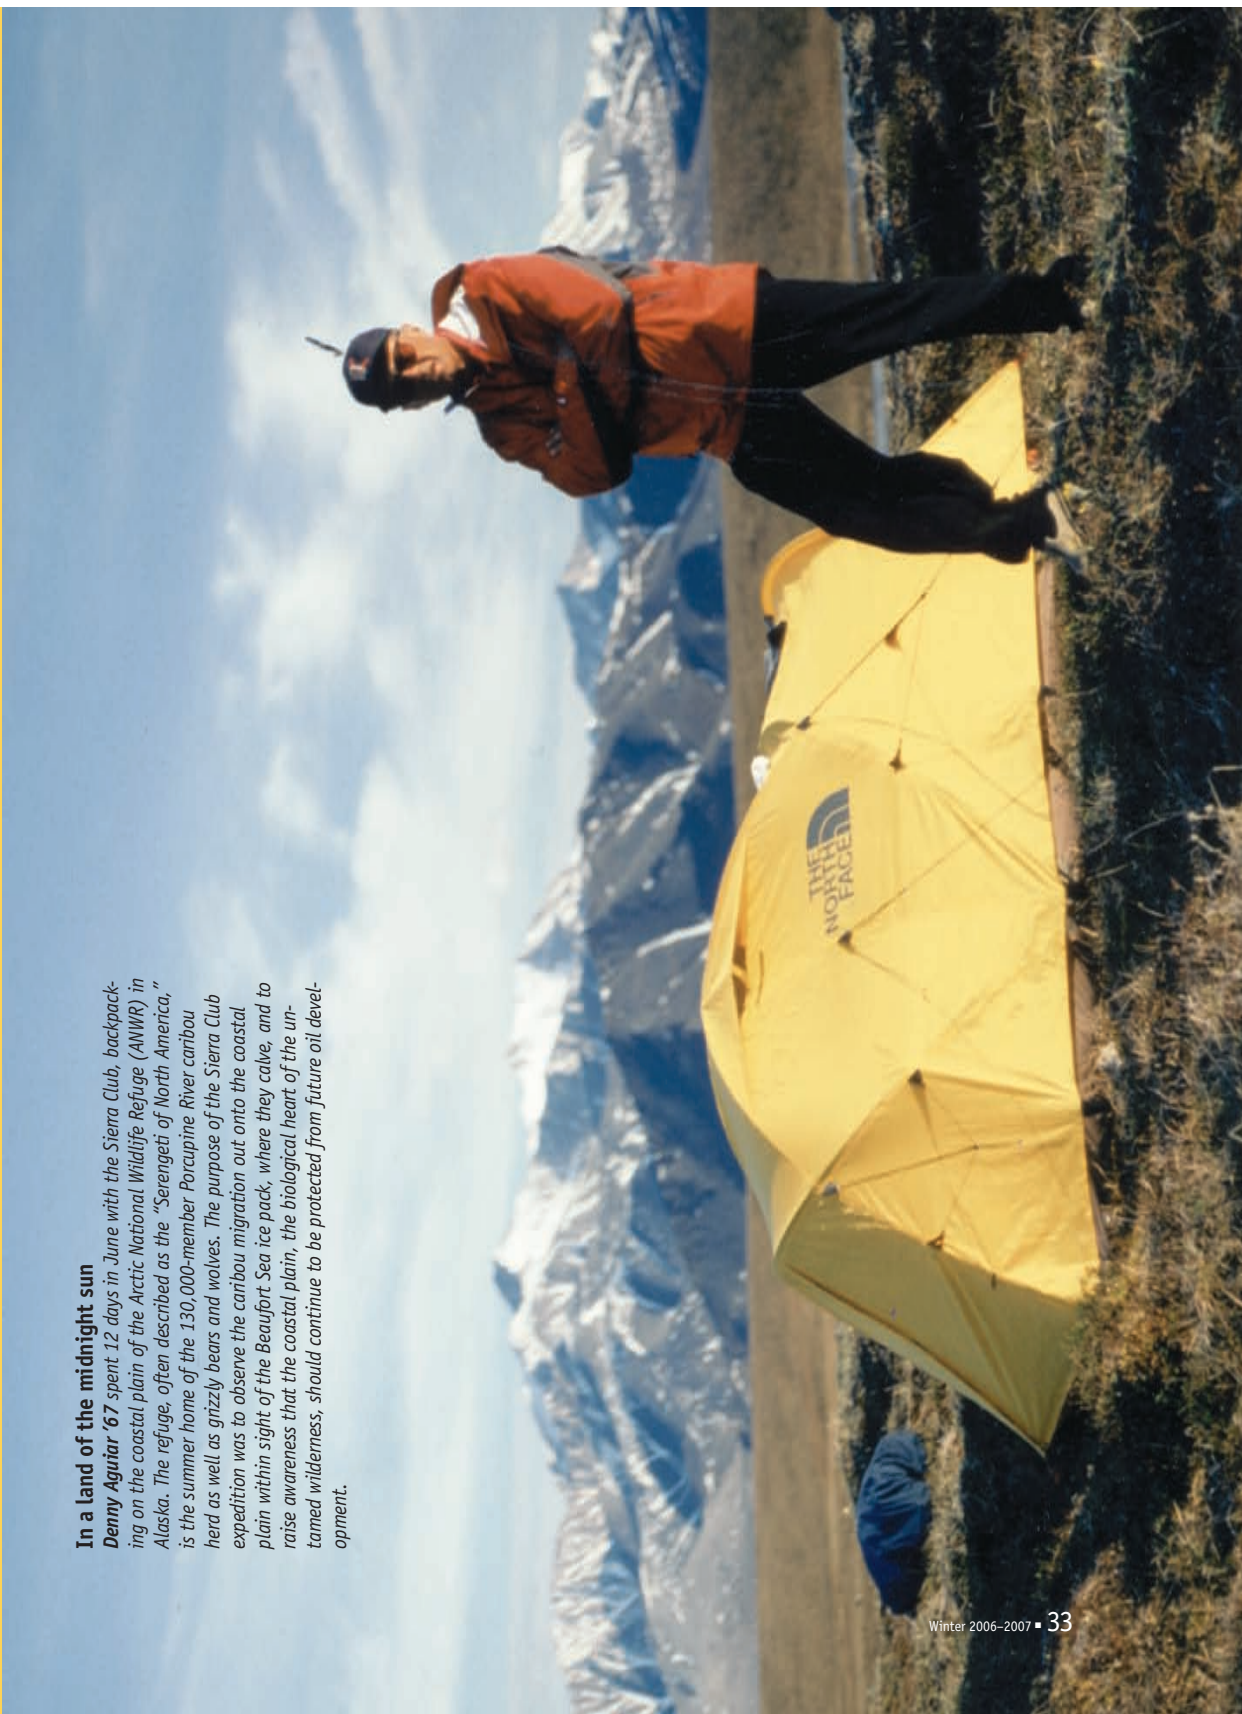 In a land of the midnight sun
Denny Aguiar ’67 spent 12 days in June with the Sierra Club, backpack-
ing on the coastal plain of the Arctic National Wildlife Refuge (ANWR) in
Alaska. The refuge, often described as the “Serengeti of North America,”
is the summer home of the 130,000-member Porcupine River caribou
herd as well as grizzly bears and wolves. The purpose of the Sierra Club
expedition was to observe the caribou migration out onto the coastal
plain within sight of the Beaufort Sea ice pack, where they calve, and to
raise awareness that the coastal plain, the biological heart of the un-
tamed wilderness, should continue to be protected from future oil devel-
opment.
THE
NORTH
FACE
Winter 2006–2007 ▪ 33